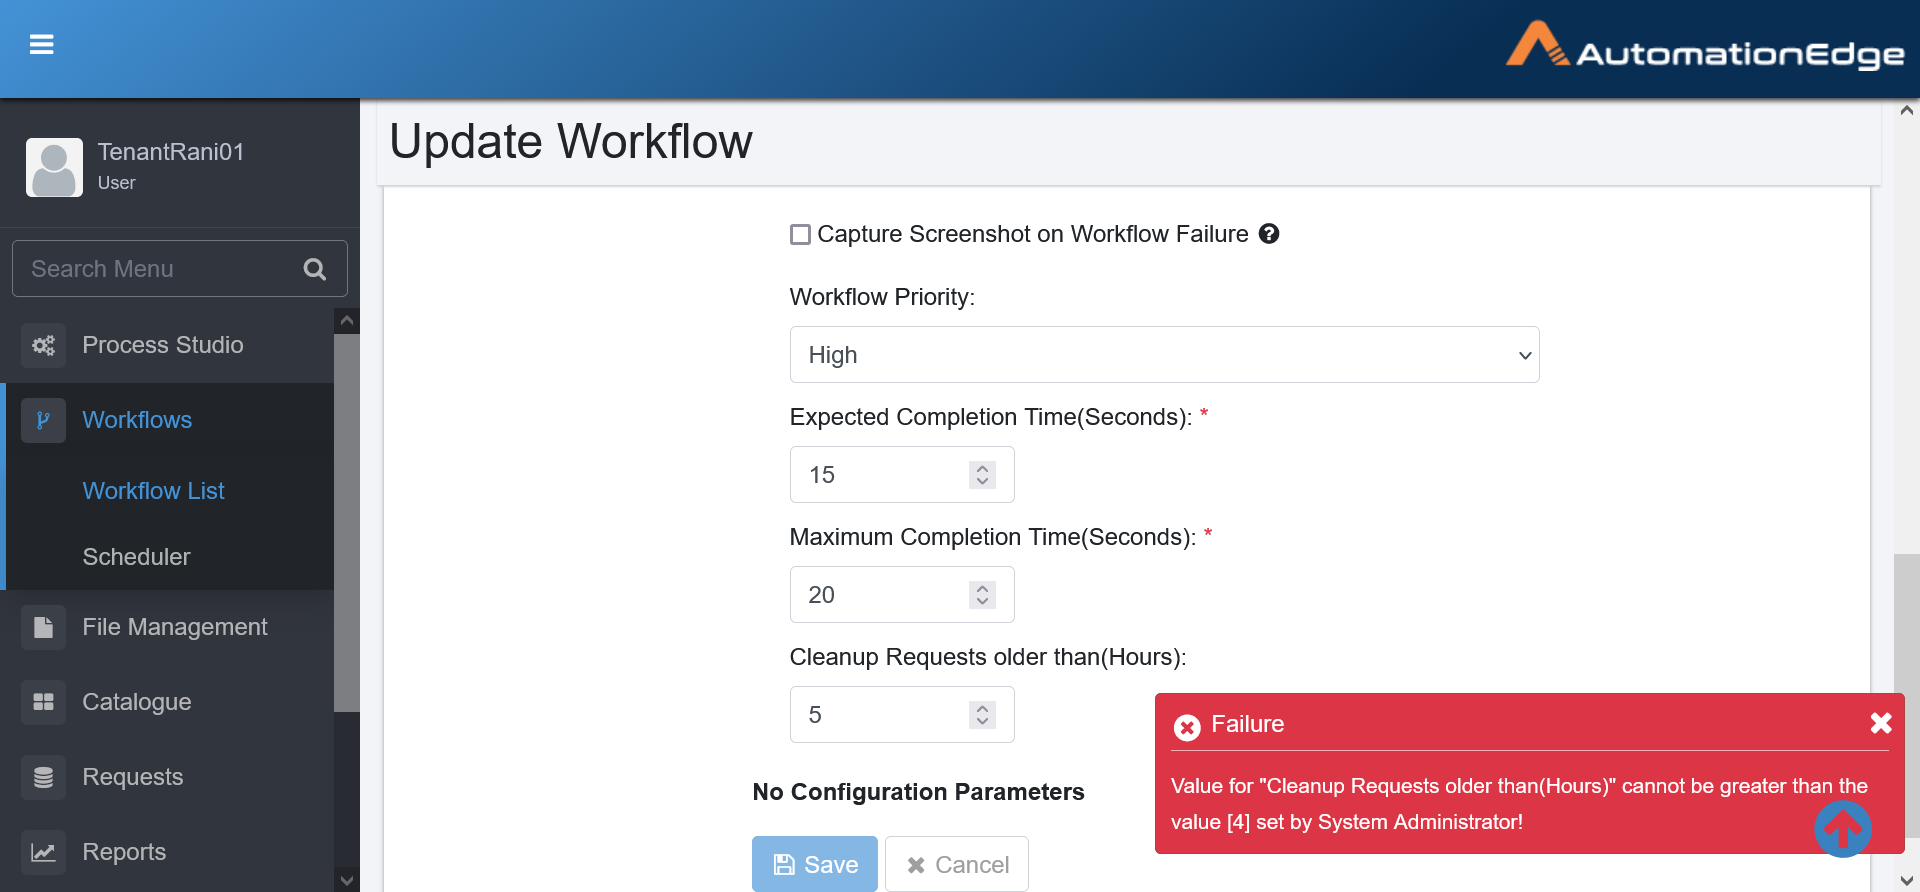 AutomationEdge
TenantRani01
User
Search Menu
Process Studio
Workflows
Workflow List
Scheduler
File Management
Catalogue
Requests
Reports
Update Workflow
Capture Screenshot on Workflow Failure
Workflow Priority:
High
Expected Completion Time(Seconds): *
15
Maximum Completion Time(Seconds): *
20
Cleanup Requests older than(Hours):
5
No Configuration Parameters
Save Cancel
Failure
Value for "Cleanup Requests older than(Hours)" cannot be greater than the
value [4] set by System Administrator!